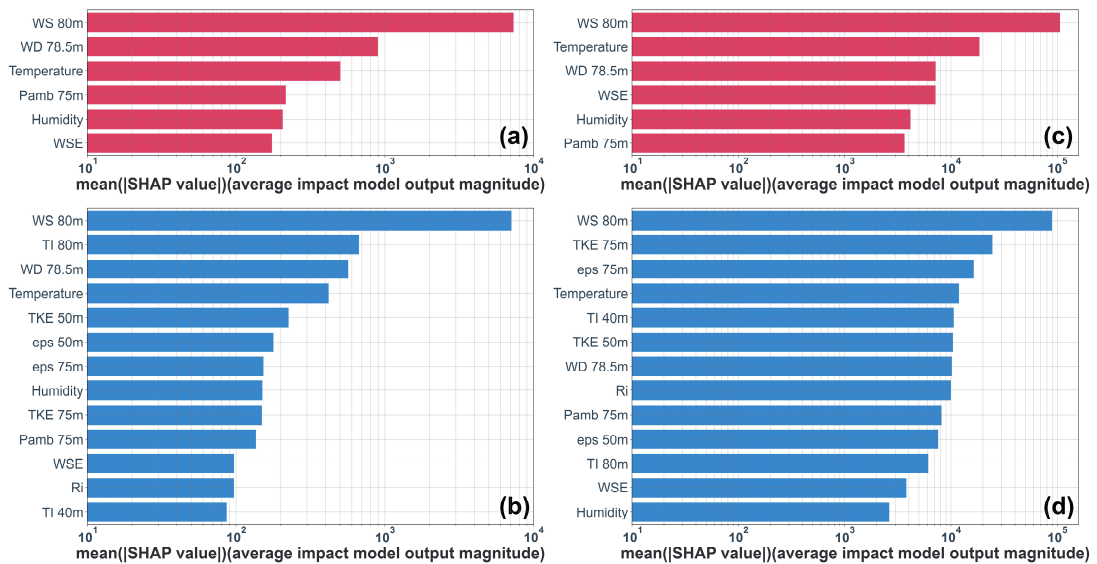 WS 80m
WD 78.5m
Temperature
Pamb 75m
Humidity
WSE
(a)
10^1 10^2 10^3 10^4
mean(|SHAP value|)(average impact model output magnitude)
WS 80m
Temperature
WD 78.5m
WSE
Humidity
Pamb 75m
(c)
10^1 10^2 10^3 10^4 10^5
mean(|SHAP value|)(average impact model output magnitude)
WS 80m
TI 80m
WD 78.5m
Temperature
TKE 50m
eps 50m
eps 75m
Humidity
TKE 75m
Pamb 75m
WSE
Ri
TI 40m
(b)
10^1 10^2 10^3 10^4
mean(|SHAP value|)(average impact model output magnitude)
WS 80m
TKE 75m
eps 75m
Temperature
TI 40m
TKE 50m
WD 78.5m
Ri
Pamb 75m
eps 50m
TI 80m
WSE
Humidity
(d)
10^1 10^2 10^3 10^4 10^5
mean(|SHAP value|)(average impact model output magnitude)